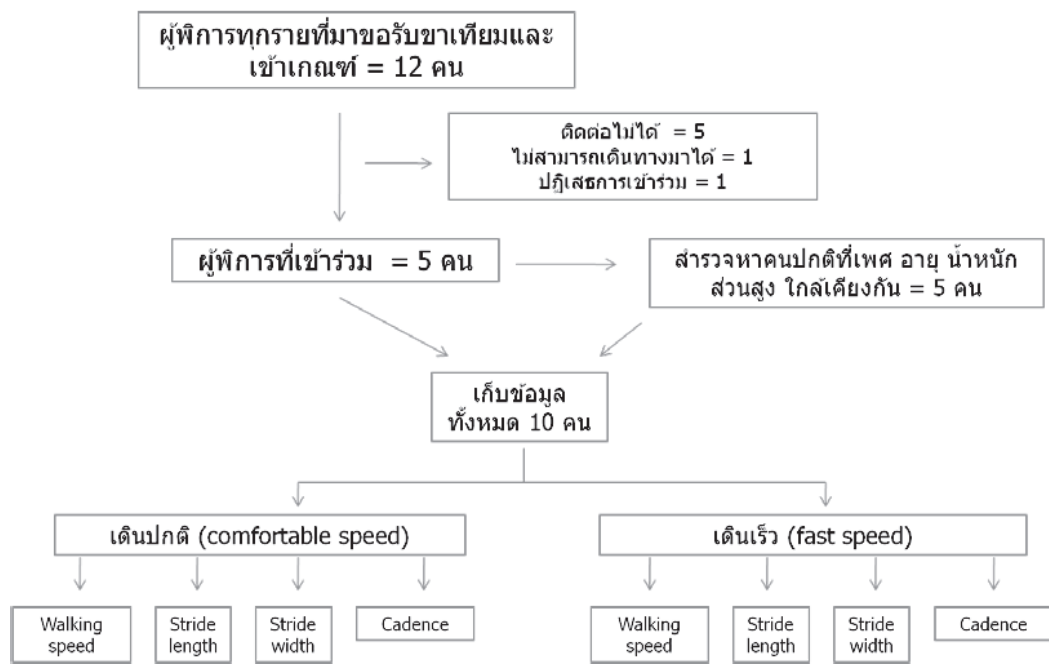 ผู้พิการทุกรายที่มาขอรับขาเทียมและ
เข้าเกณฑ์ = 12 คน
ติดต่อไม่ได้ = 5
ไม่สามารถเดินทางมาได้ = 1
ปฏิเสธการเข้าร่วม = 1
ผู้พิการที่เข้าร่วม = 5 คน
สำรวจหาคนปกติที่เพศ อายุ น้ำหนัก
ส่วนสูง ใกล้เคียงกัน = 5 คน
เก็บข้อมูล
ทั้งหมด 10 คน
เดินปกติ (comfortable speed)
เดินเร็ว (fast speed)
Walking
speed
Stride
length
Stride
width
Cadence
Walking
speed
Stride
length
Stride
width
Cadence